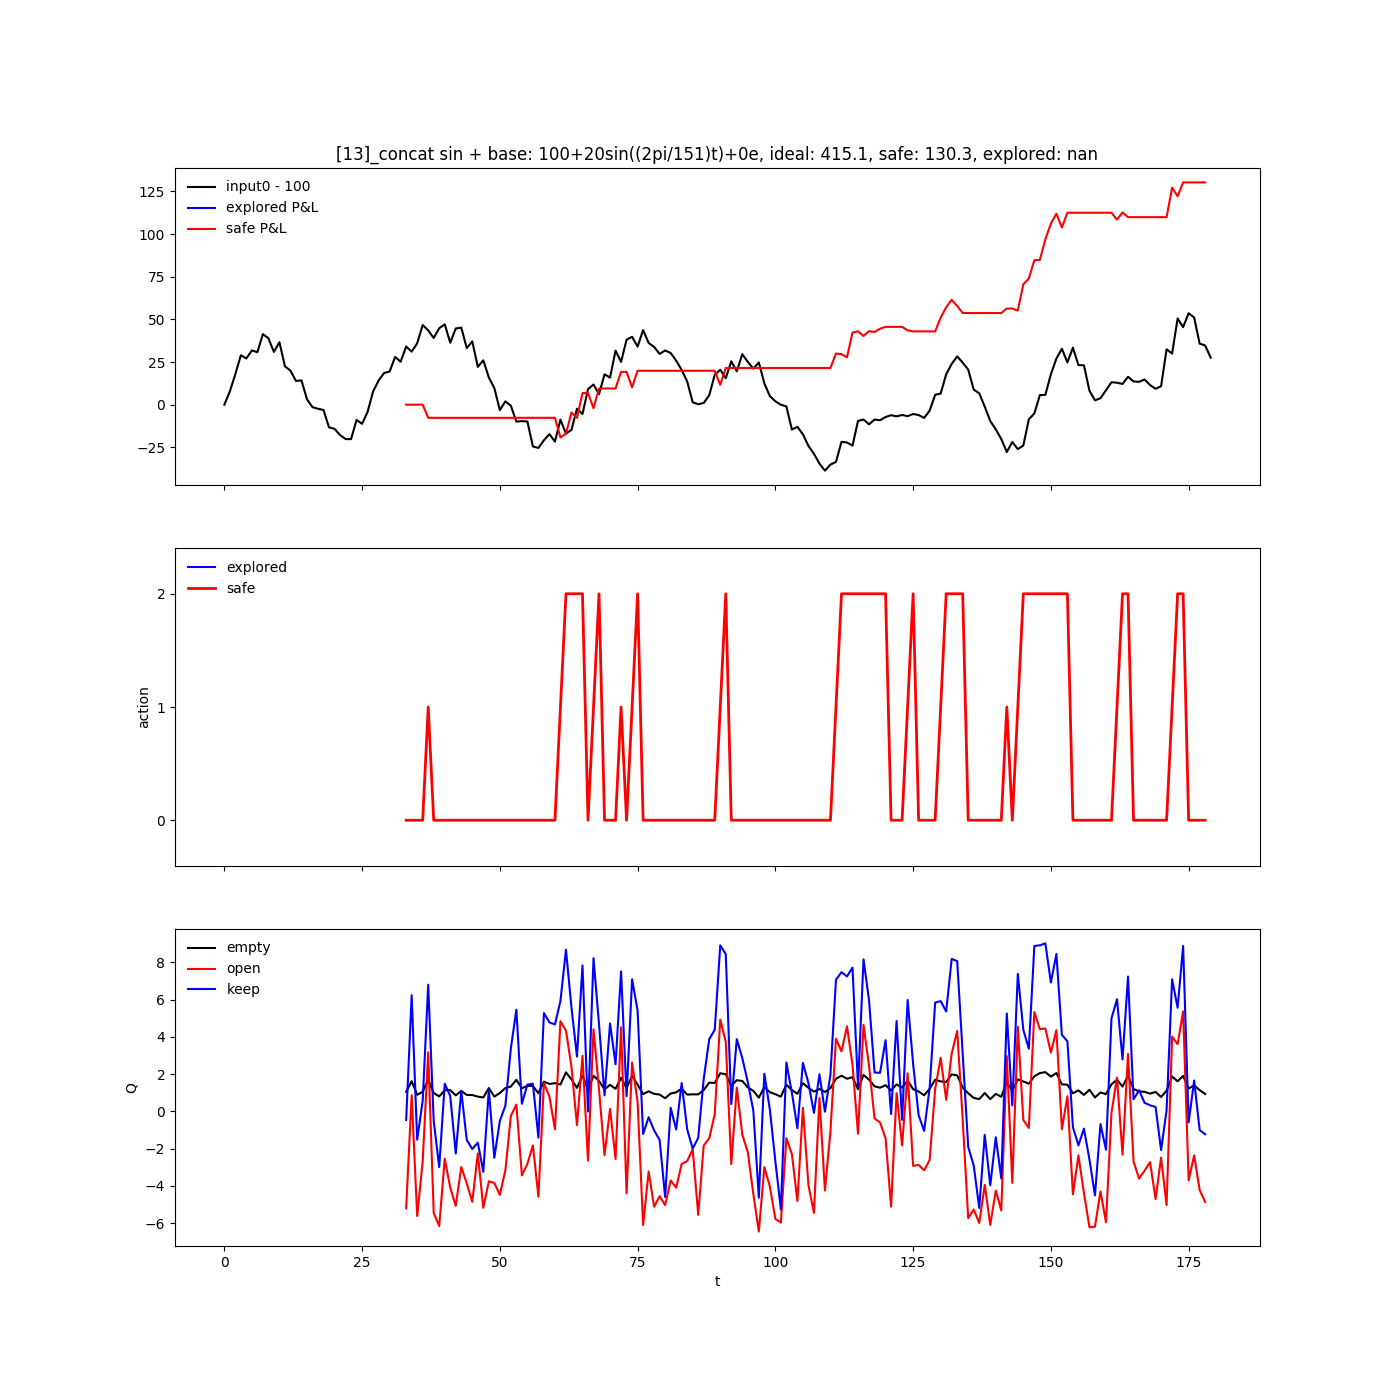 [13]_concat sin + base: 100+20sin((2pi/151)t)+0e, ideal: 415.1, safe: 130.3, explored: nan
input0 - 100
explored P&L
safe P&L
125
100
75
50
25
0
−25
explored
safe
2
1
0
action
empty
open
keep
8
6
4
2
0
−2
−4
−6
Q
0 25 50 75 100 125 150 175
t